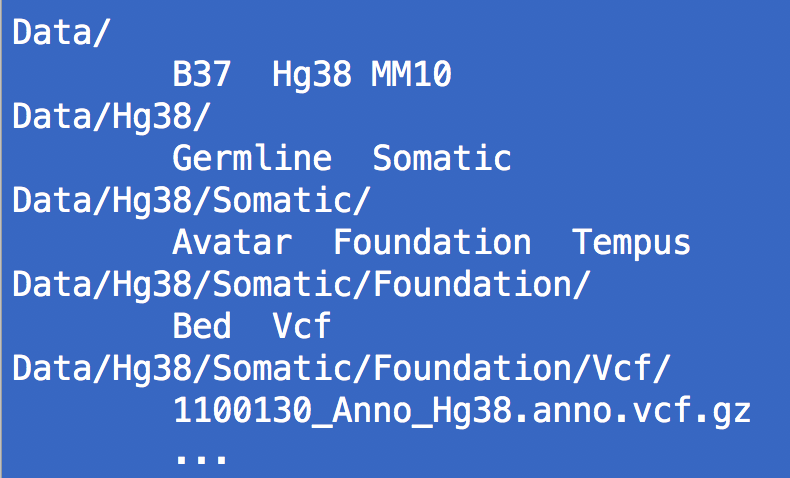 Data/
B37  Hg38 MM10
Data/Hg38/
Germline  Somatic
Data/Hg38/Somatic/
Avatar  Foundation  Tempus
Data/Hg38/Somatic/Foundation/
Bed  Vcf
Data/Hg38/Somatic/Foundation/Vcf/
1100130_Anno_Hg38.anno.vcf.gz
...